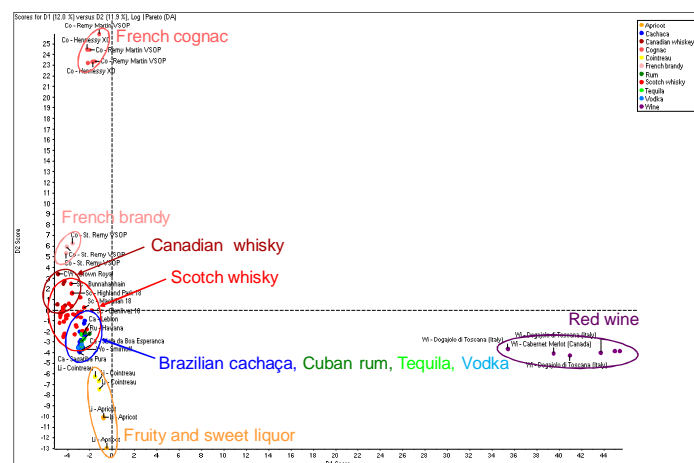 Scores for D1 (12.0 %) versus D2 (11.9 %), Log | Pareto (DA)
Co - Remy Martin VSOP
Co - Hennessy XO
Co - Remy Martin VSOP
Co - Remy Martin VSOP
Co - Hennessy XO
French cognac
Apricot
Cachaca
Canadian whiskey
Cognac
Cointreau
French brandy
Rum
Scotch whisky
Tequila
Vodka
Wine
25
24
23
22
21
20
19
18
17
16
15
14
13
12
11
10
9
8
7
6
5
4
3
2
1
0
-1
-2
-3
-4
-5
-6
-7
-8
-9
-10
-11
-12
-13
D2 Score
French brandy
Co - St. Remy VSOP
Co - St. Remy VSOP
Co - St. Remy VSOP
Canadian whisky
Crown Royal
Sc - Bunnahabhain
Scotch whisky
Sc - Highland Park 18
Sc - Macallan 18
Sc - Glenlivet 18
Ca - Leblon
Ru - Havana
Boa Esperanca
Vo - Smirnoff
Pura
Brazilian cachaça, Cuban rum, Tequila, Vodka
Red wine
Wi - Dogajolo di Toscana (Italy)
Wi - Dogajolo di Toscana (Italy)
Wi - Cabernet Merlot (Canada)
Wi - Dogajolo di Toscana (Italy)
Li - Cointreau
Li - Cointreau
Li - Cointreau
Li - Apricot
Li - Apricot
Li - Apricot
Fruity and sweet liquor
-4 -2 0 2 4 6 8 10 12 14 16 18 20 22 24 26 28 30 32 34 36 38 40 42 44
D1 Score